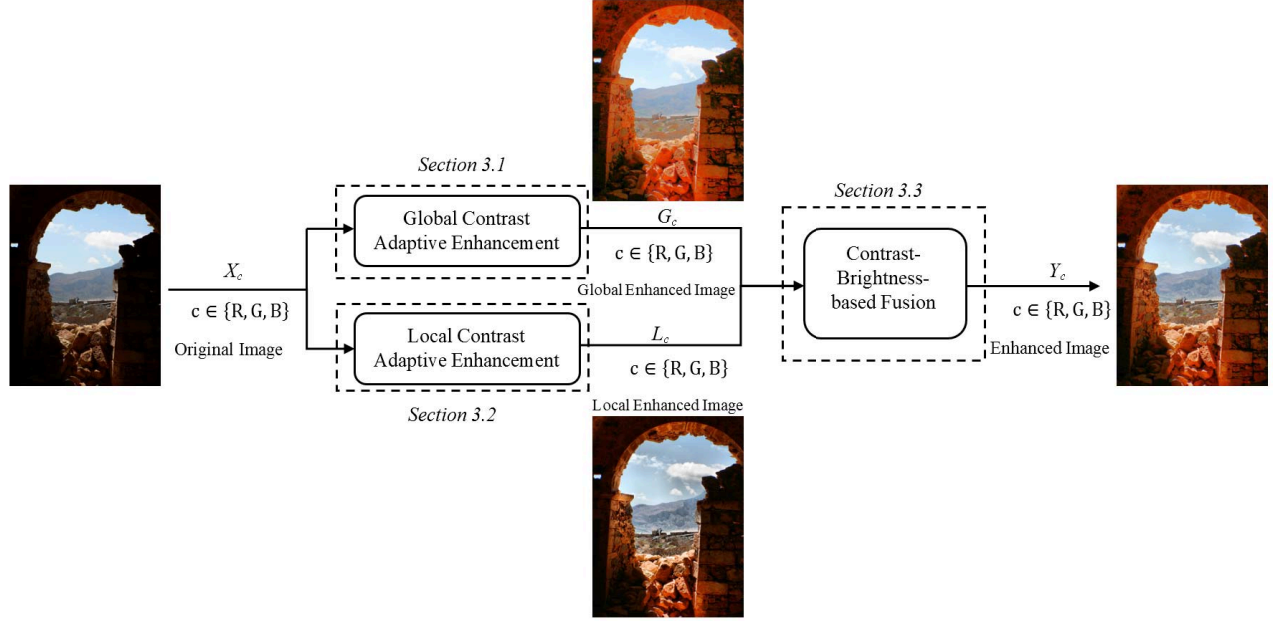 Section 3.1
Global Contrast
Adaptive Enhancement
X_c
c ∈ {R, G, B}
Original Image
Local Contrast
Adaptive Enhancement
Section 3.2
G_c
c ∈ {R, G, B}
Global Enhanced Image
L_c
c ∈ {R, G, B}
Local Enhanced Image
Section 3.3
Contrast-
Brightness-
based Fusion
Y_c
c ∈ {R, G, B}
Enhanced Image